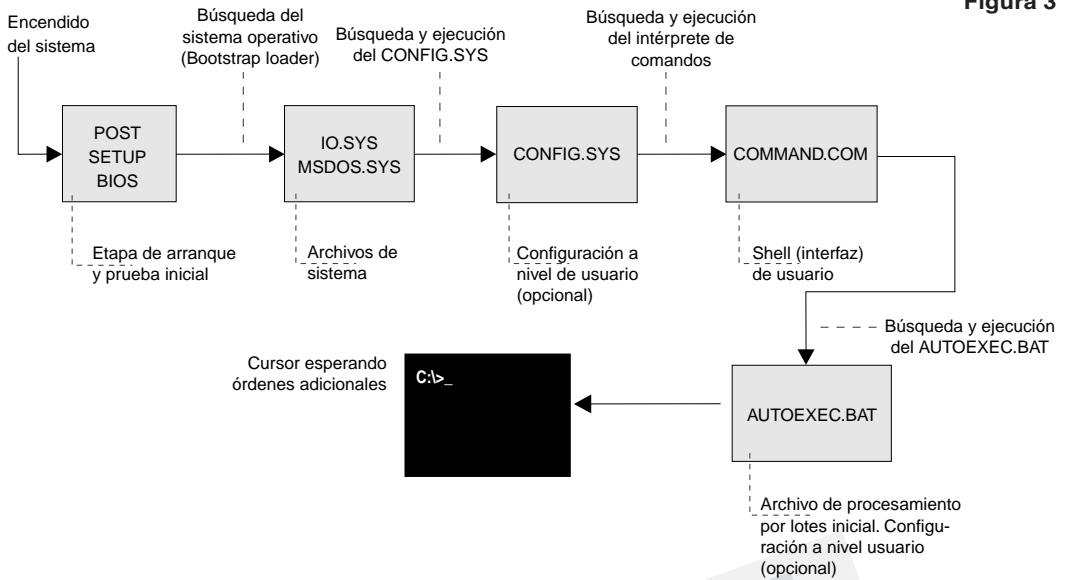 Figura 3
Encendido
del sistema
Búsqueda del
sistema operativo
(Bootstrap loader)
Búsqueda y ejecución
del CONFIG.SYS
Búsqueda y ejecución
del intérprete de
comandos
POST
SETUP
BIOS
IO.SYS
MSDOS.SYS
CONFIG.SYS
COMMAND.COM
Etapa de arranque
y prueba inicial
Archivos de
sistema
Configuración a
nivel de usuario
(opcional)
Shell (interfaz)
de usuario
Búsqueda y ejecución
del AUTOEXEC.BAT
Cursor esperando
órdenes adicionales
C:\>_
AUTOEXEC.BAT
Archivo de procesamiento
por lotes inicial. Configu-
ración a nivel usuario
(opcional)